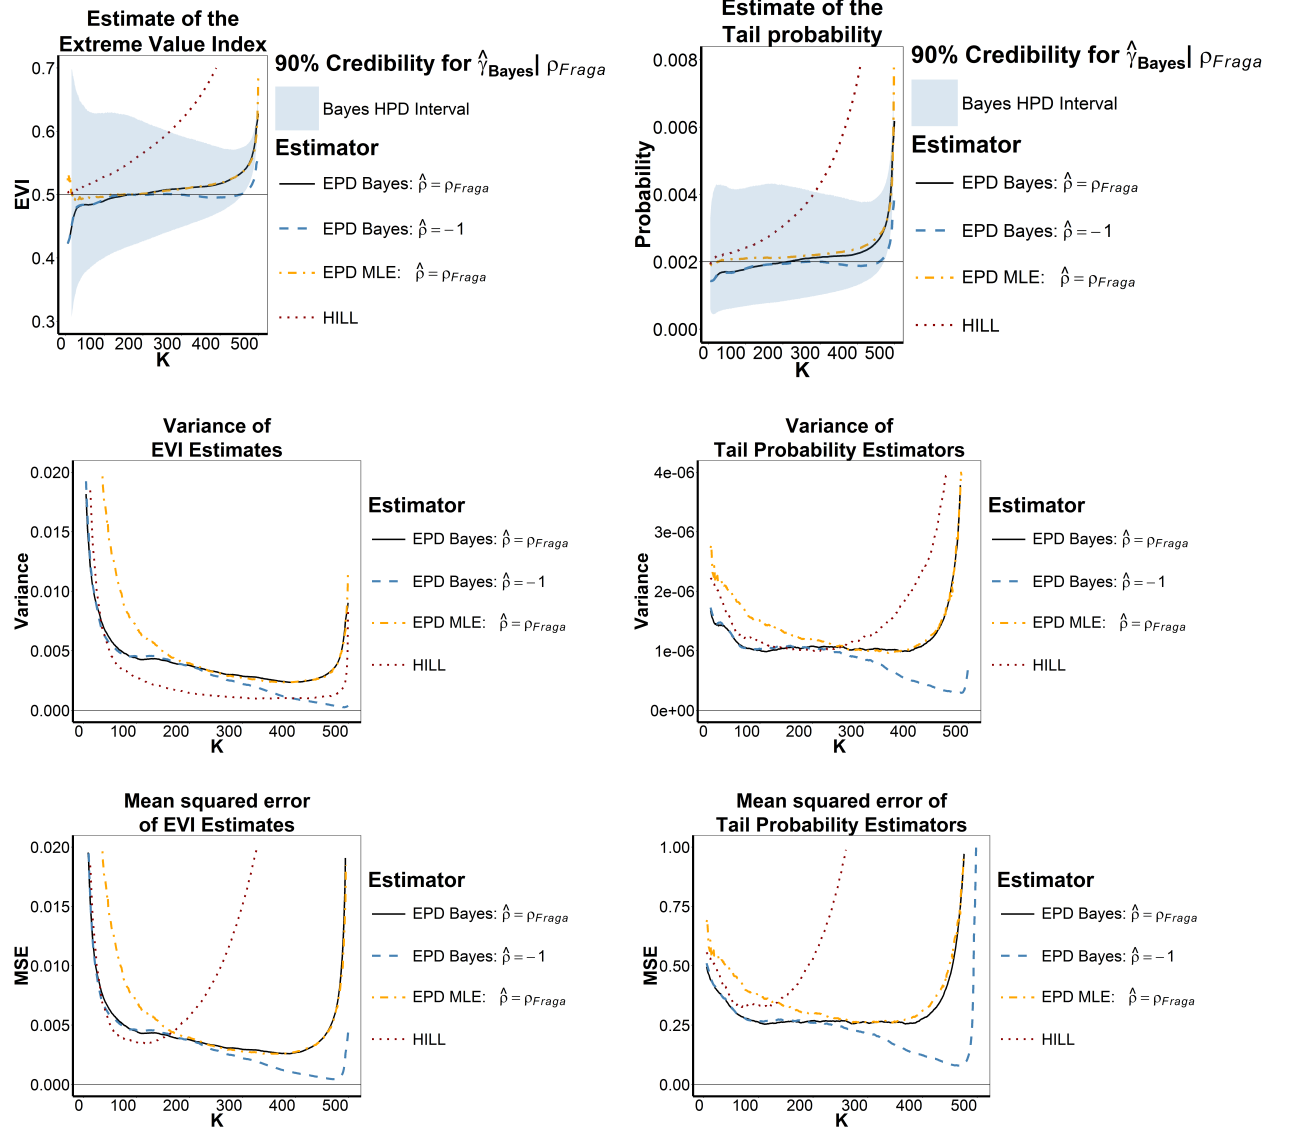 Estimate of the
Extreme Value Index
EVI
0.7
0.6
0.5
0.4
0.3
0 100 200 300 400 500
K
90% Credibility for γ̂Bayes| ρFraga
Bayes HPD Interval
Estimator
EPD Bayes: ρ̂ = ρFraga
EPD Bayes: ρ̂ = −1
EPD MLE: ρ̂ = ρFraga
HILL
Estimate of the
Tail probability
Probability
0.008
0.006
0.004
0.002
0.000
0 100 200 300 400 500
K
90% Credibility for γ̂Bayes| ρFraga
Bayes HPD Interval
Estimator
EPD Bayes: ρ̂ = ρFraga
EPD Bayes: ρ̂ = −1
EPD MLE: ρ̂ = ρFraga
HILL
Variance of
EVI Estimates
Variance
0.020
0.015
0.010
0.005
0.000
0 100 200 300 400 500
K
Estimator
EPD Bayes: ρ̂ = ρFraga
EPD Bayes: ρ̂ = −1
EPD MLE: ρ̂ = ρFraga
HILL
Variance of
Tail Probability Estimators
Variance
4e-06
3e-06
2e-06
1e-06
0e+00
0 100 200 300 400 500
K
Estimator
EPD Bayes: ρ̂ = ρFraga
EPD Bayes: ρ̂ = −1
EPD MLE: ρ̂ = ρFraga
HILL
Mean squared error
of EVI Estimates
MSE
0.020
0.015
0.010
0.005
0.000
0 100 200 300 400 500
K
Estimator
EPD Bayes: ρ̂ = ρFraga
EPD Bayes: ρ̂ = −1
EPD MLE: ρ̂ = ρFraga
HILL
Mean squared error of
Tail Probability Estimators
MSE
1.00
0.75
0.50
0.25
0.00
0 100 200 300 400 500
K
Estimator
EPD Bayes: ρ̂ = ρFraga
EPD Bayes: ρ̂ = −1
EPD MLE: ρ̂ = ρFraga
HILL